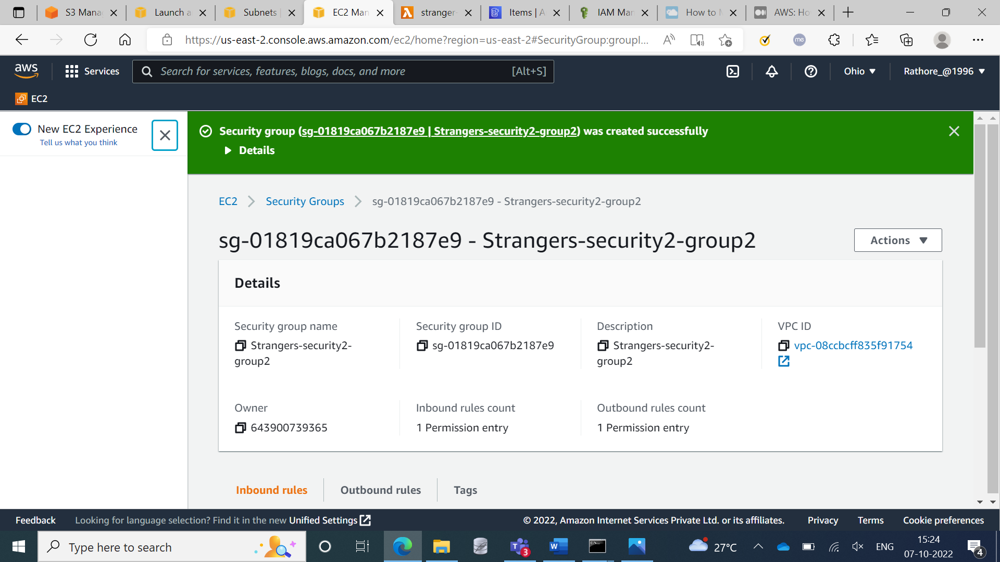 S3 Mana
Launch a
Subnets |
EC2 Man
stranger-
Items | A
IAM Man
How to M
AWS: Ho
https://us-east-2.console.aws.amazon.com/ec2/home?region=us-east-2#SecurityGroup:groupI...
me
aws
Services
Search for services, features, blogs, docs, and more
[Alt+S]
Ohio
Rathore_@1996
EC2
New EC2 Experience
Tell us what you think
Security group (sg-01819ca067b2187e9 | Strangers-security2-group2) was created successfully
Details
EC2
Security Groups
sg-01819ca067b2187e9 - Strangers-security2-group2
sg-01819ca067b2187e9 - Strangers-security2-group2
Actions
Details
Security group name
Strangers-security2-
group2
Security group ID
sg-01819ca067b2187e9
Description
Strangers-security2-
group2
VPC ID
vpc-08ccbcff835f91754
Owner
643900739365
Inbound rules count
1 Permission entry
Outbound rules count
1 Permission entry
Inbound rules
Outbound rules
Tags
Feedback
Looking for language selection? Find it in the new Unified Settings
© 2022, Amazon Internet Services Private Ltd. or its affiliates.
Privacy
Terms
Cookie preferences
Type here to search
3
27°C
ENG
15:24
07-10-2022
4